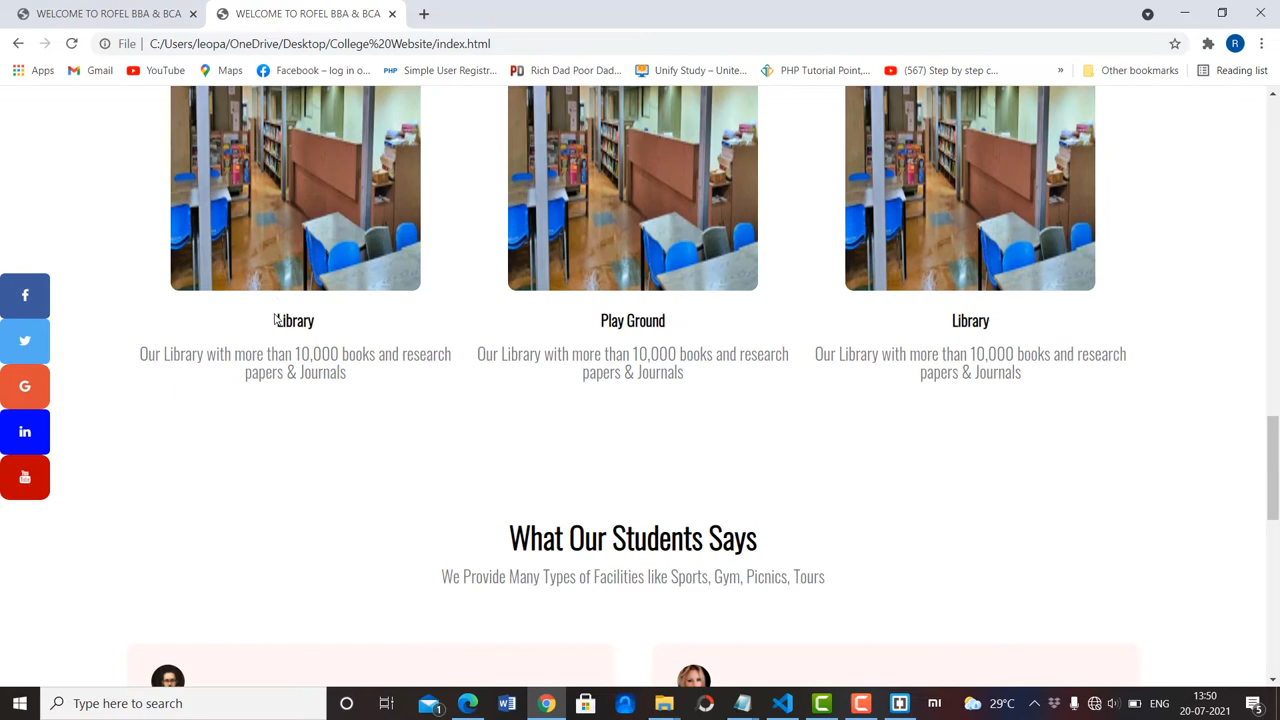 WELCOME TO ROFEL BBA & BCA
WELCOME TO ROFEL BBA & BCA
File
C:/Users/leopa/OneDrive/Desktop/College%20Website/index.html
R
Apps
Gmail
YouTube
Maps
Facebook – log in o...
PHP
Simple User Registr...
Rich Dad Poor Dad...
Unify Study – Unite...
PHP Tutorial Point,...
(567) Step by step c...
»
Other bookmarks
Reading list
Library
Play Ground
Library
Our Library with more than 10,000 books and research
papers & Journals
Our Library with more than 10,000 books and research
papers & Journals
Our Library with more than 10,000 books and research
papers & Journals
What Our Students Says
We Provide Many Types of Facilities like Sports, Gym, Picnics, Tours
Type here to search
29°C
ENG
13:50
20-07-2021